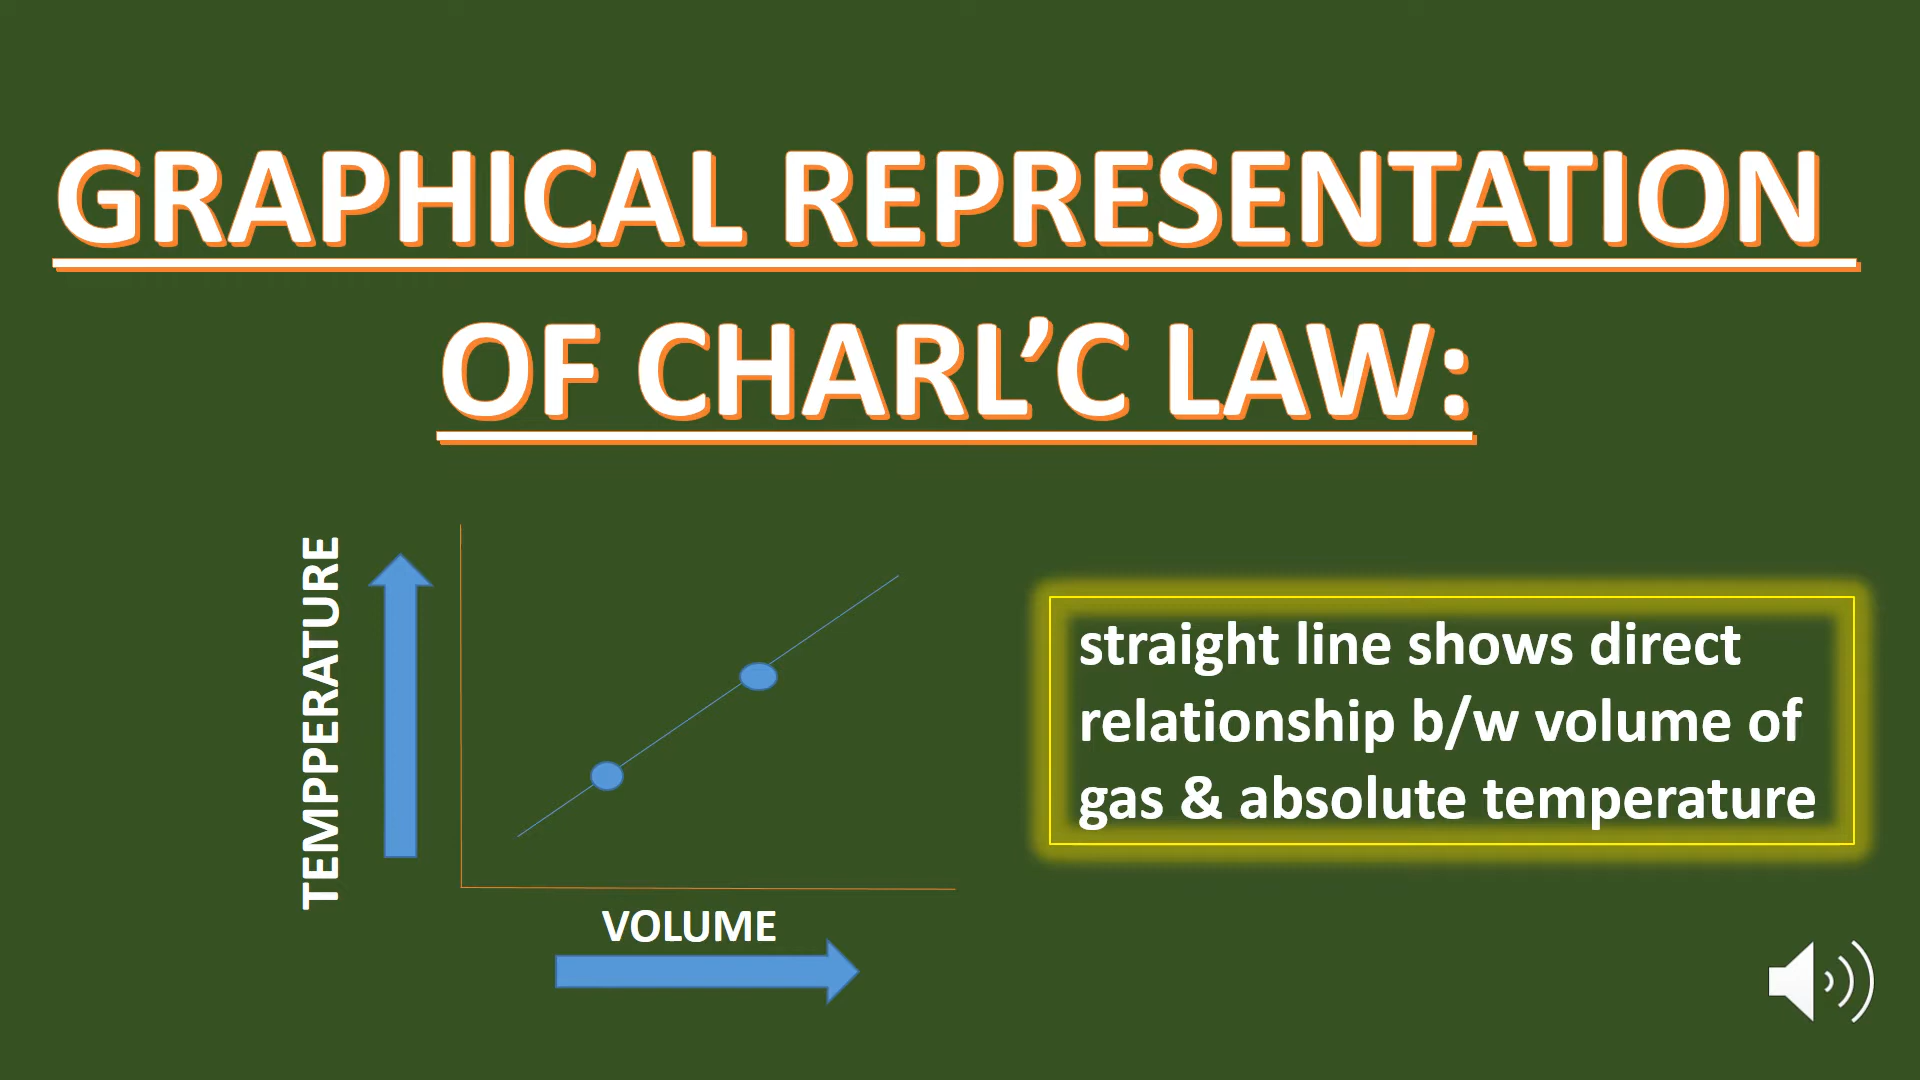 GRAPHICAL REPRESENTATION
OF CHARL’C LAW:
TEMPPERATURE
VOLUME
straight line shows direct
relationship b/w volume of
gas & absolute temperature